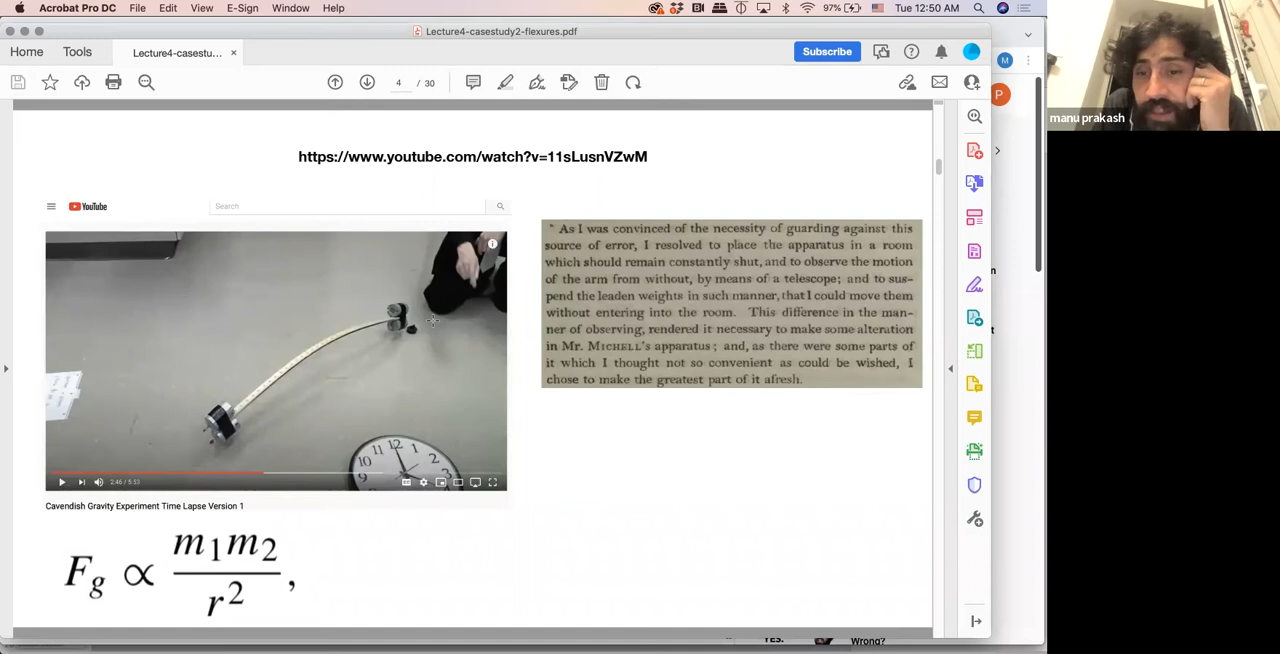 Acrobat Pro DC File Edit View E-Sign Window Help
97% Tue 12:50 AM
Lecture4-casestudy2-flexures.pdf
Home Tools Lecture4-casestu... × Subscribe
4 / 30
M
P
manu prakash
https://www.youtube.com/watch?v=11sLusnVZwM
YouTube Search
" As I was convinced of the necessity of guarding against this
source of error, I resolved to place the apparatus in a room
which should remain constantly shut, and to observe the motion
of the arm from without, by means of a telescope; and to sus-
pend the leaden weights in such manner, that I could move them
without entering into the room. This difference in the man-
ner of observing, rendered it necessary to make some alteration
in Mr. MICHELL's apparatus; and, as there were some parts of
it which I thought not so convenient as could be wished, I
chose to make the greatest part of it afresh.
11 12 1
10 2
9 3
2:46 / 5:53
Cavendish Gravity Experiment Time Lapse Version 1
F_g ∝ m_1 m_2 / r^2 ,
YES. Wrong?